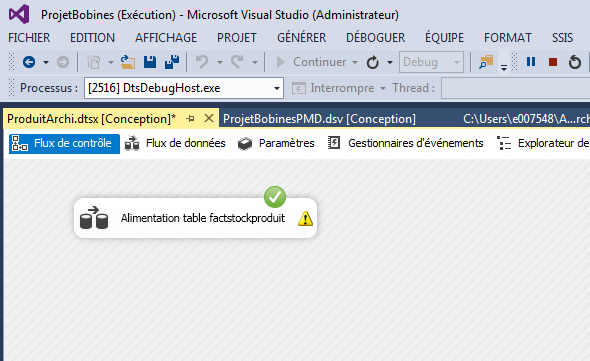 ProjetBobines (Exécution) - Microsoft Visual Studio (Administrateur)
FICHIER EDITION AFFICHAGE PROJET GÉNÉRER DÉBOGUER ÉQUIPE FORMAT SSIS
Continuer Debug
Processus : [2516] DtsDebugHost.exe Interrompre Thread :
ProduitArchi.dtsx [Conception]* ProjetBobinesPMD.dsv [Conception] C:\Users\e007548\A...rch
Flux de contrôle Flux de données Paramètres Gestionnaires d'événements Explorateur de
Alimentation table factstockproduit